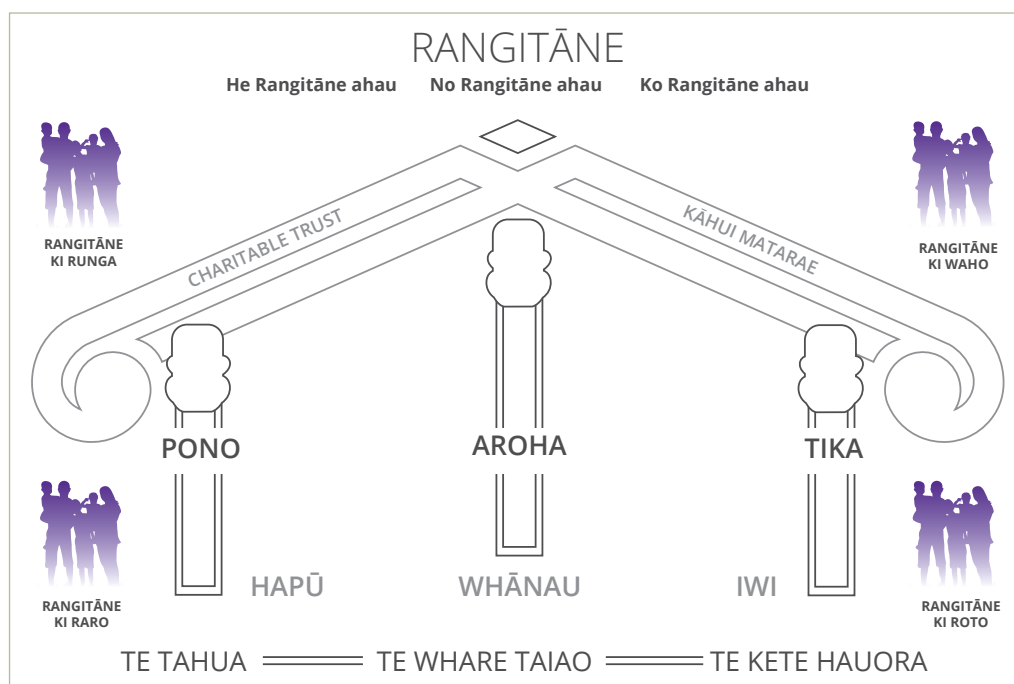 RANGITĀNE
He Rangitāne ahau No Rangitāne ahau Ko Rangitāne ahau
RANGITĀNE
KI RUNGA
CHARITABLE TRUST
KĀHUI MATARAE
RANGITĀNE
KI WAHO
PONO
AROHA
TIKA
HAPŪ
WHĀNAU
IWI
RANGITĀNE
KI RARO
RANGITĀNE
KI ROTO
TE TAHUA TE WHARE TAIAO TE KETE HAUORA